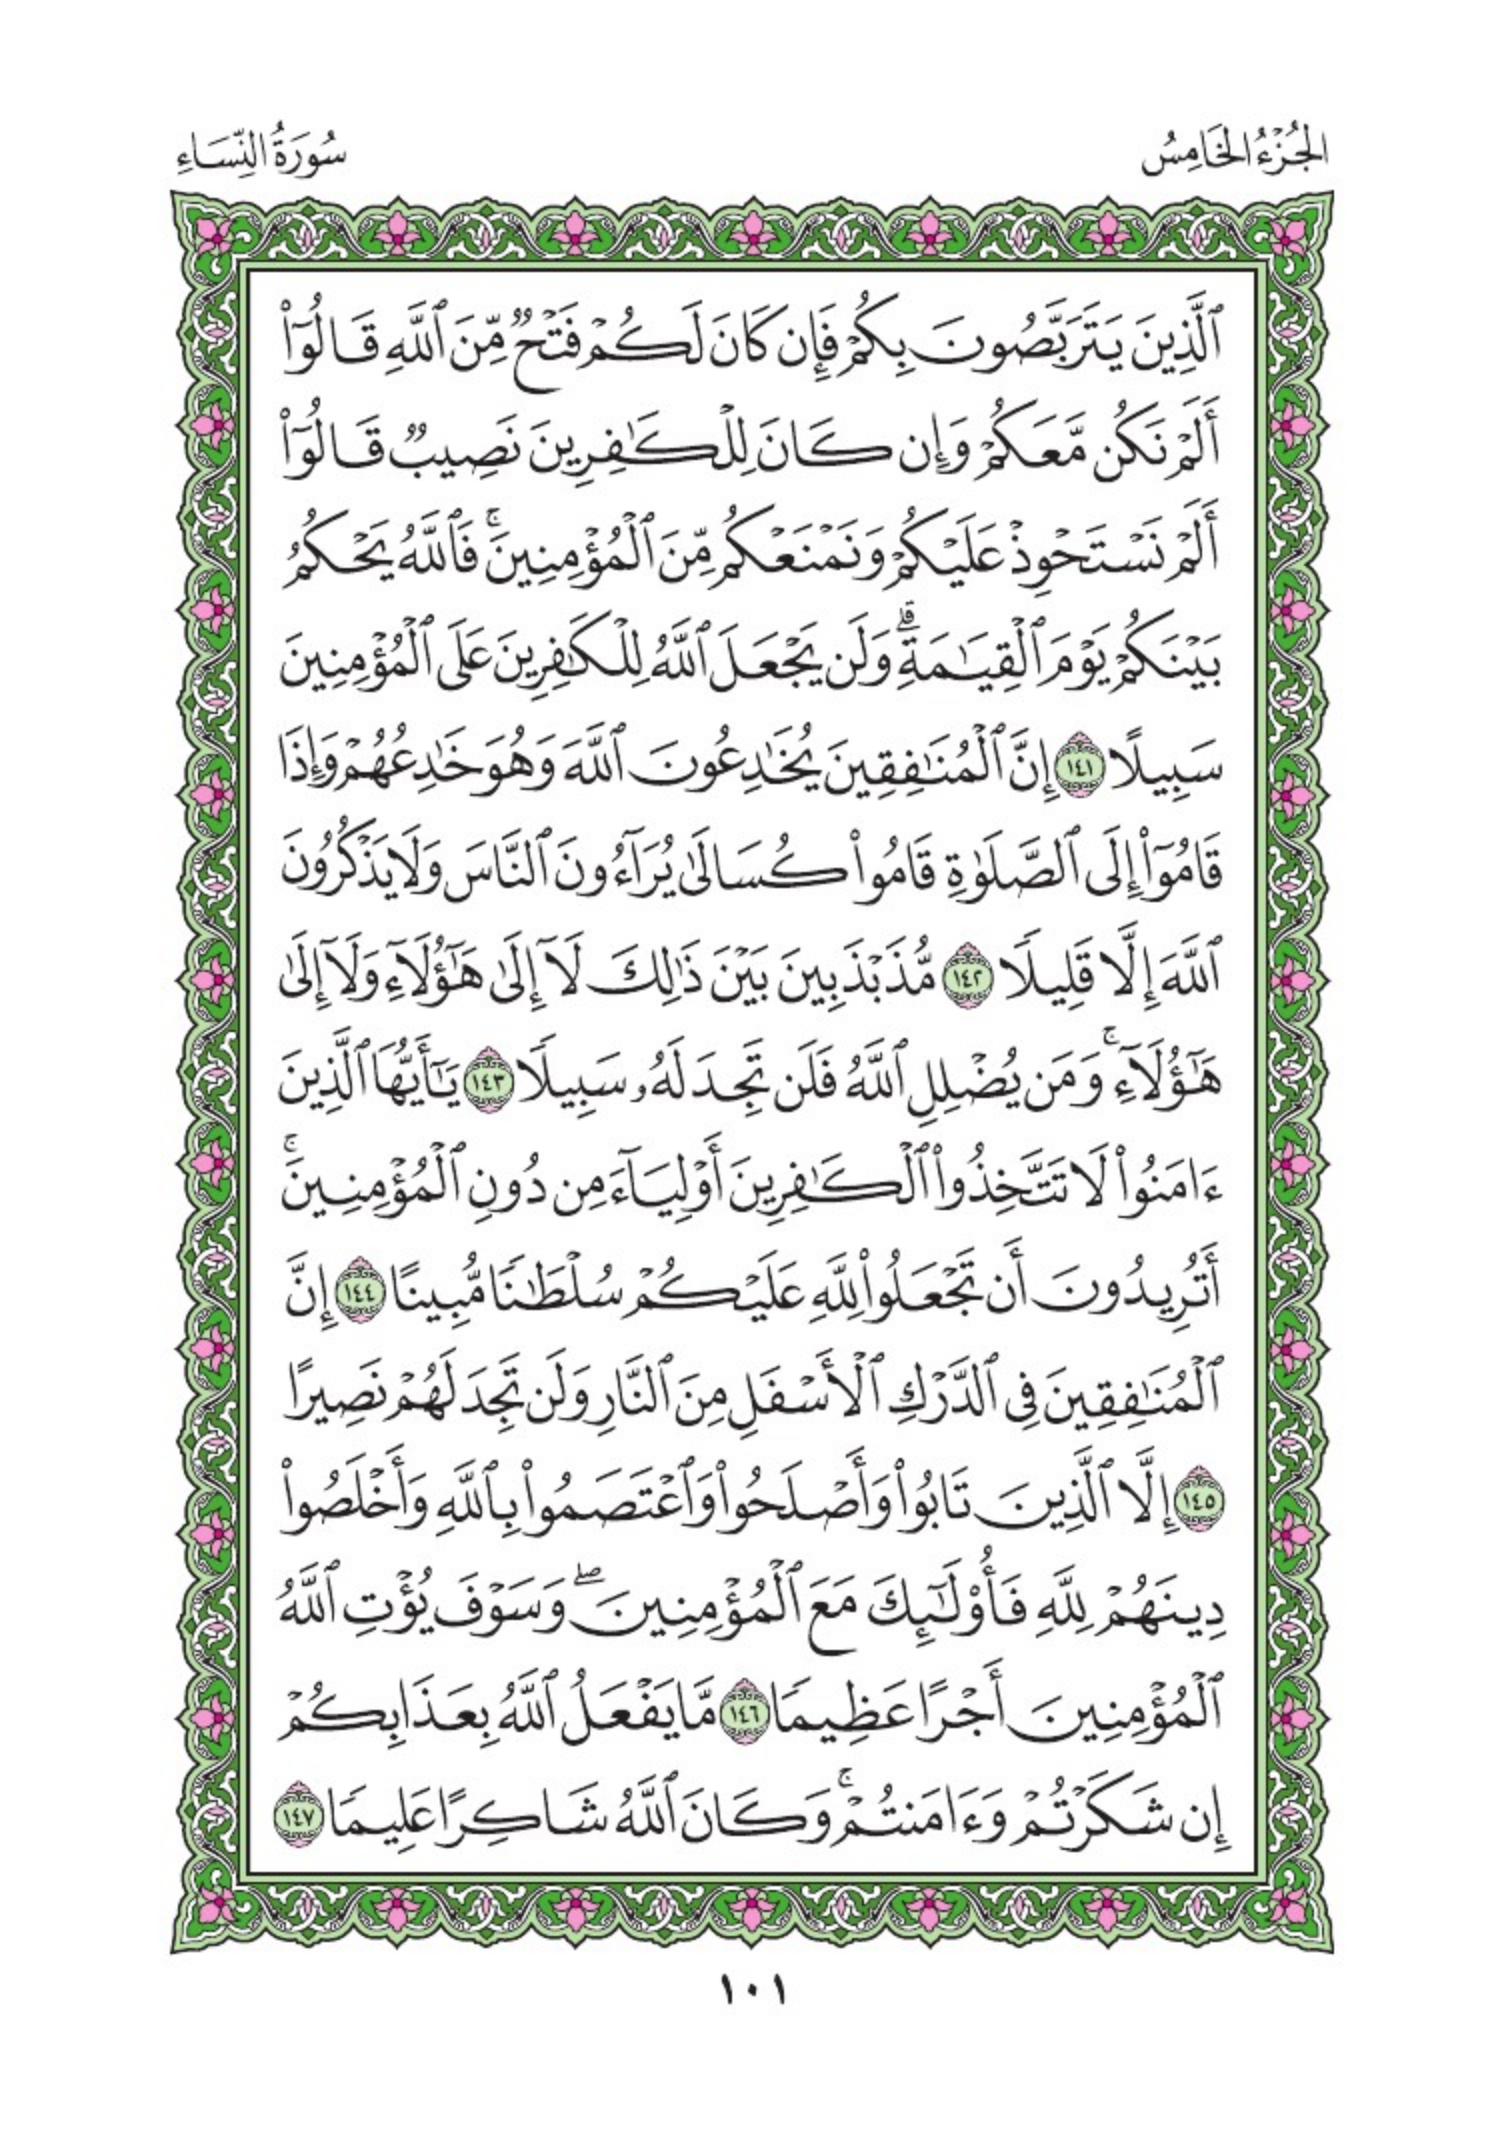 الجُزْءُ الخَامِسُ
سُورَةُ النِّسَاءِ
ٱلَّذِينَ يَتَرَبَّصُونَ بِكُمْ فَإِن كَانَ لَكُمْ فَتْحٌ مِّنَ ٱللَّهِ قَالُوٓا۟
أَلَمْ نَكُن مَّعَكُمْ وَإِن كَانَ لِلْكَٰفِرِينَ نَصِيبٌ قَالُوٓا۟
أَلَمْ نَسْتَحْوِذْ عَلَيْكُمْ وَنَمْنَعْكُم مِّنَ ٱلْمُؤْمِنِينَ ۚ فَٱللَّهُ يَحْكُمُ
بَيْنَكُمْ يَوْمَ ٱلْقِيَٰمَةِ ۗ وَلَن يَجْعَلَ ٱللَّهُ لِلْكَٰفِرِينَ عَلَى ٱلْمُؤْمِنِينَ
سَبِيلًا ١٤١ إِنَّ ٱلْمُنَٰفِقِينَ يُخَٰدِعُونَ ٱللَّهَ وَهُوَ خَٰدِعُهُمْ وَإِذَا
قَامُوٓا۟ إِلَى ٱلصَّلَوٰةِ قَامُوا۟ كُسَالَىٰ يُرَآءُونَ ٱلنَّاسَ وَلَا يَذْكُرُونَ
ٱللَّهَ إِلَّا قَلِيلًا ١٤٢ مُّذَبْذَبِينَ بَيْنَ ذَٰلِكَ لَآ إِلَىٰ هَٰٓؤُلَآءِ وَلَآ إِلَىٰ
هَٰٓؤُلَآءِ ۚ وَمَن يُضْلِلِ ٱللَّهُ فَلَن تَجِدَ لَهُۥ سَبِيلًا ١٤٣ يَٰٓأَيُّهَا ٱلَّذِينَ
ءَامَنُوا۟ لَا تَتَّخِذُوا۟ ٱلْكَٰفِرِينَ أَوْلِيَآءَ مِن دُونِ ٱلْمُؤْمِنِينَ ۚ
أَتُرِيدُونَ أَن تَجْعَلُوا۟ لِلَّهِ عَلَيْكُمْ سُلْطَٰنًا مُّبِينًا ١٤٤ إِنَّ
ٱلْمُنَٰفِقِينَ فِى ٱلدَّرْكِ ٱلْأَسْفَلِ مِنَ ٱلنَّارِ وَلَن تَجِدَ لَهُمْ نَصِيرًا
١٤٥ إِلَّا ٱلَّذِينَ تَابُوا۟ وَأَصْلَحُوا۟ وَٱعْتَصَمُوا۟ بِٱللَّهِ وَأَخْلَصُوا۟
دِينَهُمْ لِلَّهِ فَأُو۟لَٰٓئِكَ مَعَ ٱلْمُؤْمِنِينَ ۖ وَسَوْفَ يُؤْتِ ٱللَّهُ
ٱلْمُؤْمِنِينَ أَجْرًا عَظِيمًا ١٤٦ مَّا يَفْعَلُ ٱللَّهُ بِعَذَابِكُمْ
إِن شَكَرْتُمْ وَءَامَنتُمْ ۚ وَكَانَ ٱللَّهُ شَاكِرًا عَلِيمًا ١٤٧
١٠١